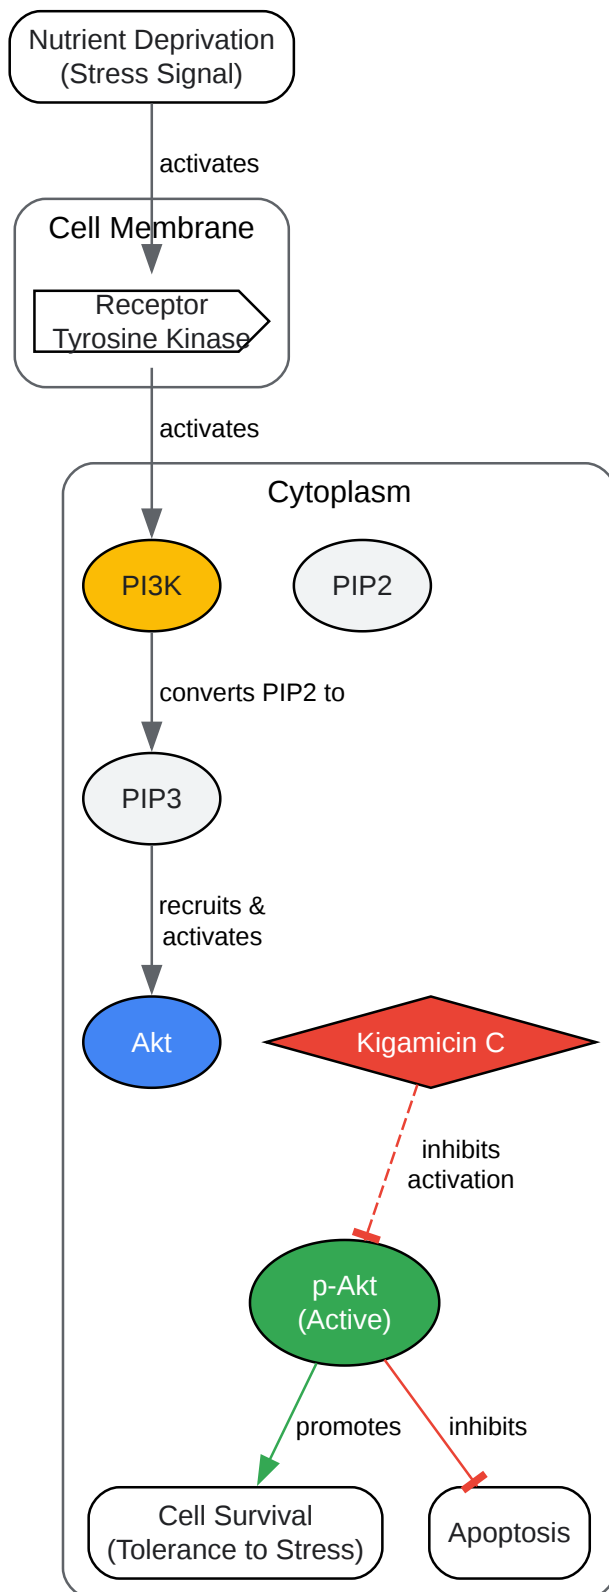 Nutrient Deprivation
(Stress Signal)
activates
Cell Membrane
Receptor
Tyrosine Kinase
activates
Cytoplasm
PI3K
PIP2
converts PIP2 to
PIP3
recruits &
activates
Akt
Kigamicin C
inhibits
activation
p-Akt
(Active)
promotes
inhibits
Cell Survival
(Tolerance to Stress)
Apoptosis